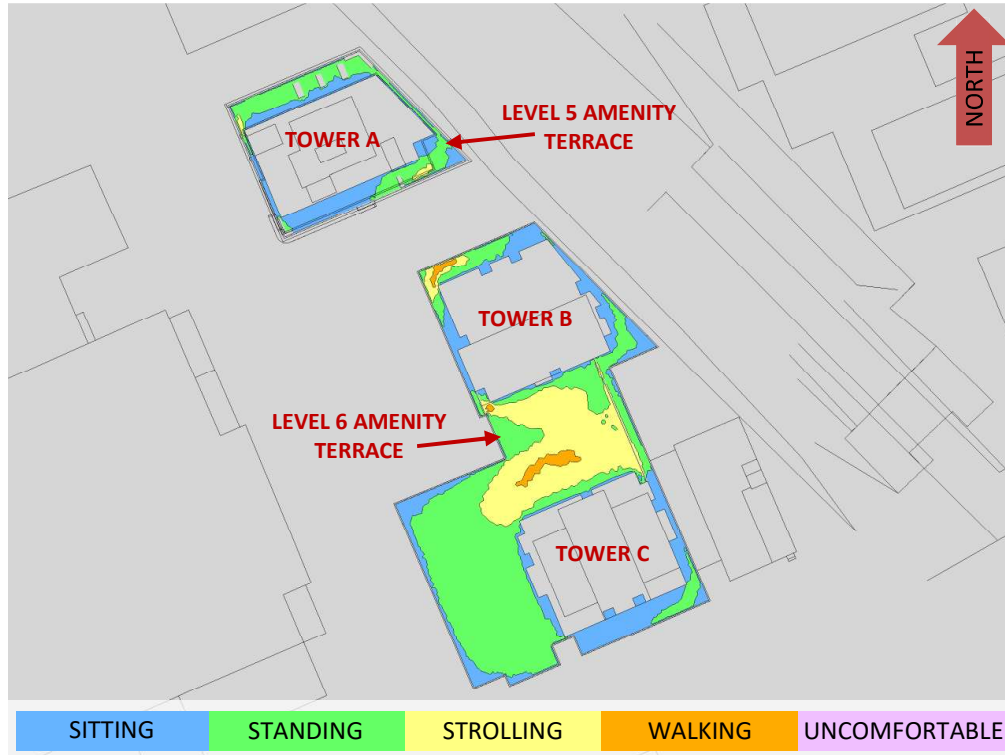 NORTH
LEVEL 5 AMENITY
TERRACE
TOWER A
TOWER B
LEVEL 6 AMENITY
TERRACE
TOWER C
SITTING
STANDING
STROLLING
WALKING
UNCOMFORTABLE